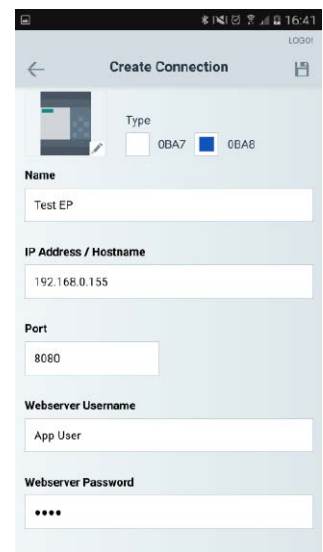 16:41
LOGO!
Create Connection
Type
0BA7 0BA8
Name
Test EP
IP Address / Hostname
192.168.0.155
Port
8080
Webserver Username
App User
Webserver Password
••••